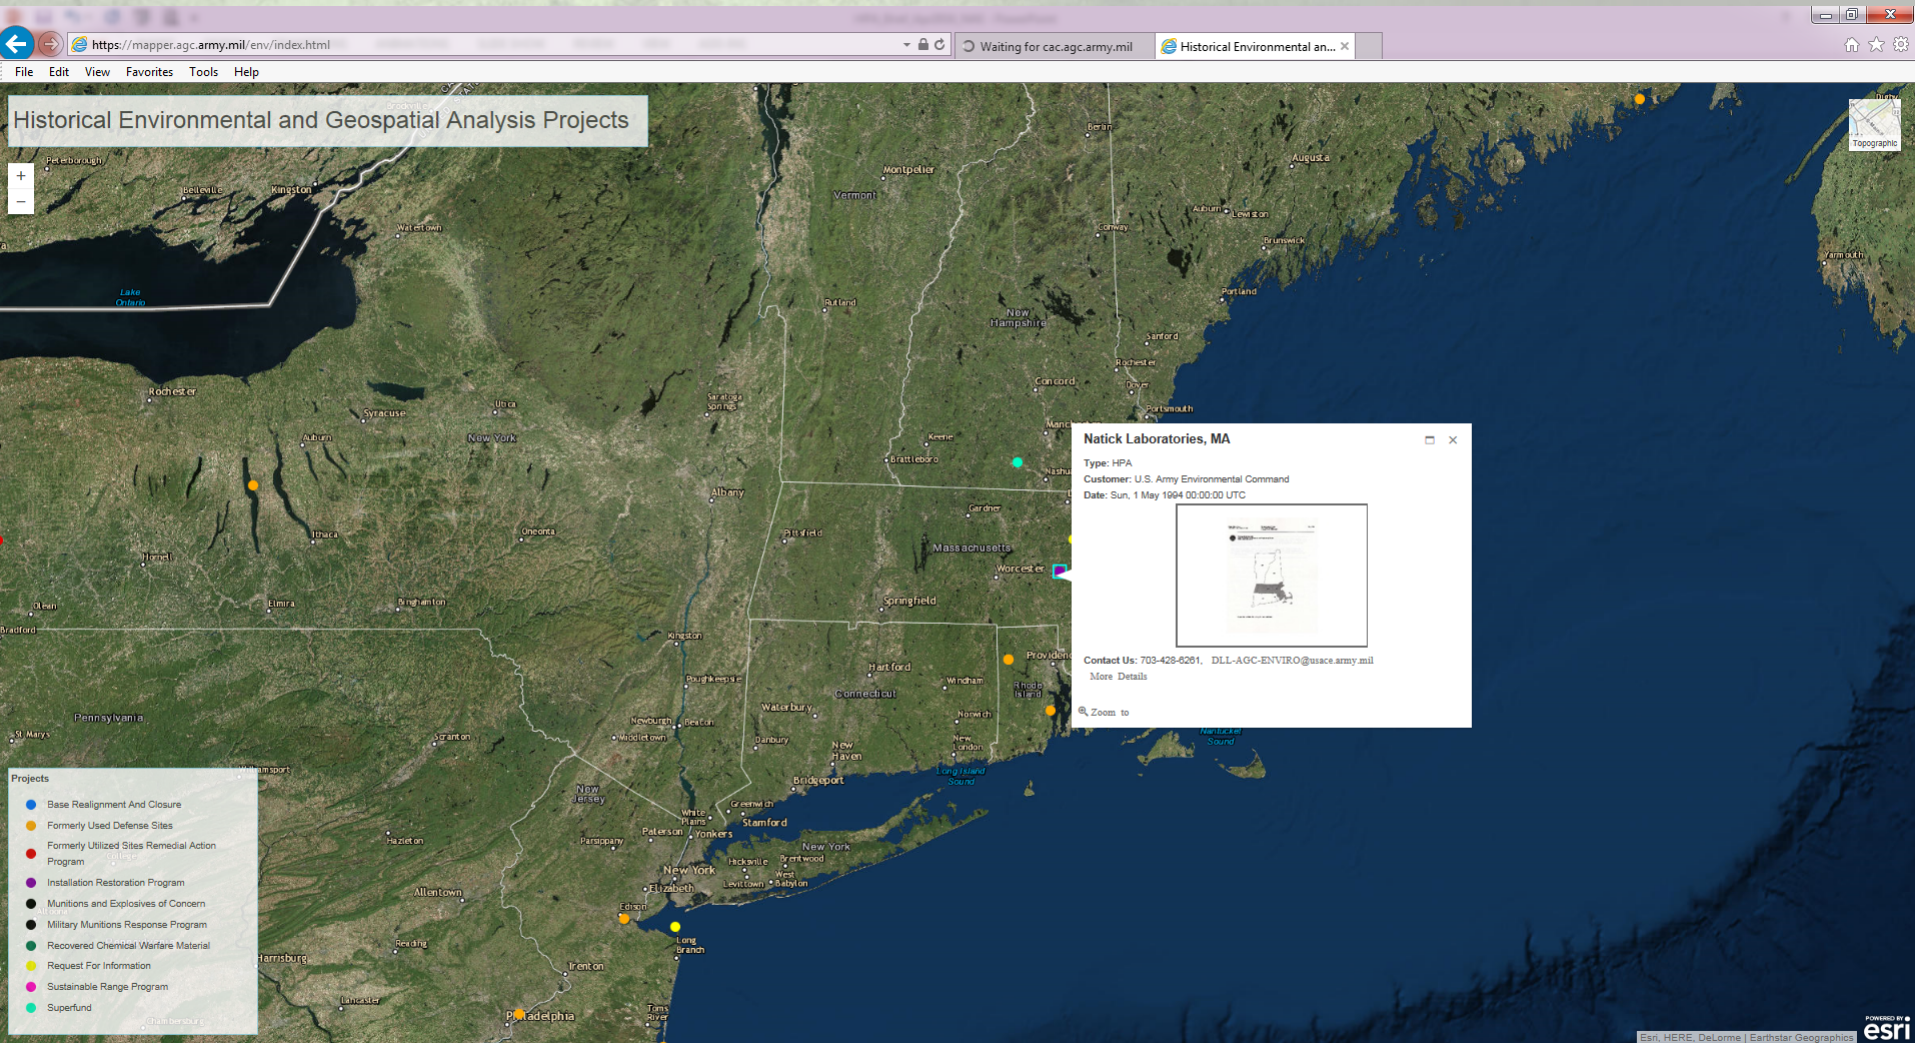 https://mapper.agc.army.mil/env/index.html
Waiting for cac.agc.army.mil
Historical Environmental an...
File Edit View Favorites Tools Help
Historical Environmental and Geospatial Analysis Projects
+
−
Topographic
Digby
Berlin
Augusta
Montpelier
Vermont
Peterborough
Belleville
Kingston
Watertown
Auburn
Lewiston
Conway
Brunswick
Yarmouth
Lake
Ontario
Rutland
Portland
New
Hampshire
Sanford
Rochester
Concord
Dover
Rochester
Saratoga
Springs
Utica
Syracuse
Portsmouth
Auburn
New York
Keene
Brattleboro
Albany
Gardner
Ithaca
Oneonta
Pittsfield
Hornell
Massachusetts
Worcester
Springfield
Olean
Elmira
Binghamton
Bradford
Kingston
Hartford
Windham
Rhode
Island
Poughkeepsie
Connecticut
Waterbury
Norwich
Pennsylvania
Newburgh
Beacon
Middletown
Danbury
New
London
St Marys
Scranton
New
Haven
Long Island
Sound
Nantucket
Sound
Bridgeport
New
Jersey
Greenwich
White
Plains
Stamford
Paterson
Yonkers
Parsippany
Hazleton
New York
Hicksville
Brentwood
West
Babylon
Levittown
New York
Elizabeth
Allentown
Edison
Long
Branch
Reading
Harrisburg
Trenton
Lancaster
Toms
River
Philadelphia
Chambersburg
Natick Laboratories, MA
Type: HPA
Customer: U.S. Army Environmental Command
Date: Sun, 1 May 1994 00:00:00 UTC
Contact Us: 703-428-6261, DLL-AGC-ENVIRO@usace.army.mil
More Details
Zoom to
Projects
Base Realignment And Closure
Formerly Used Defense Sites
Formerly Utilized Sites Remedial Action
Program
Installation Restoration Program
Munitions and Explosives of Concern
Military Munitions Response Program
Recovered Chemical Warfare Material
Request For Information
Sustainable Range Program
Superfund
Esri, HERE, DeLorme | Earthstar Geographics
POWERED BY
esri